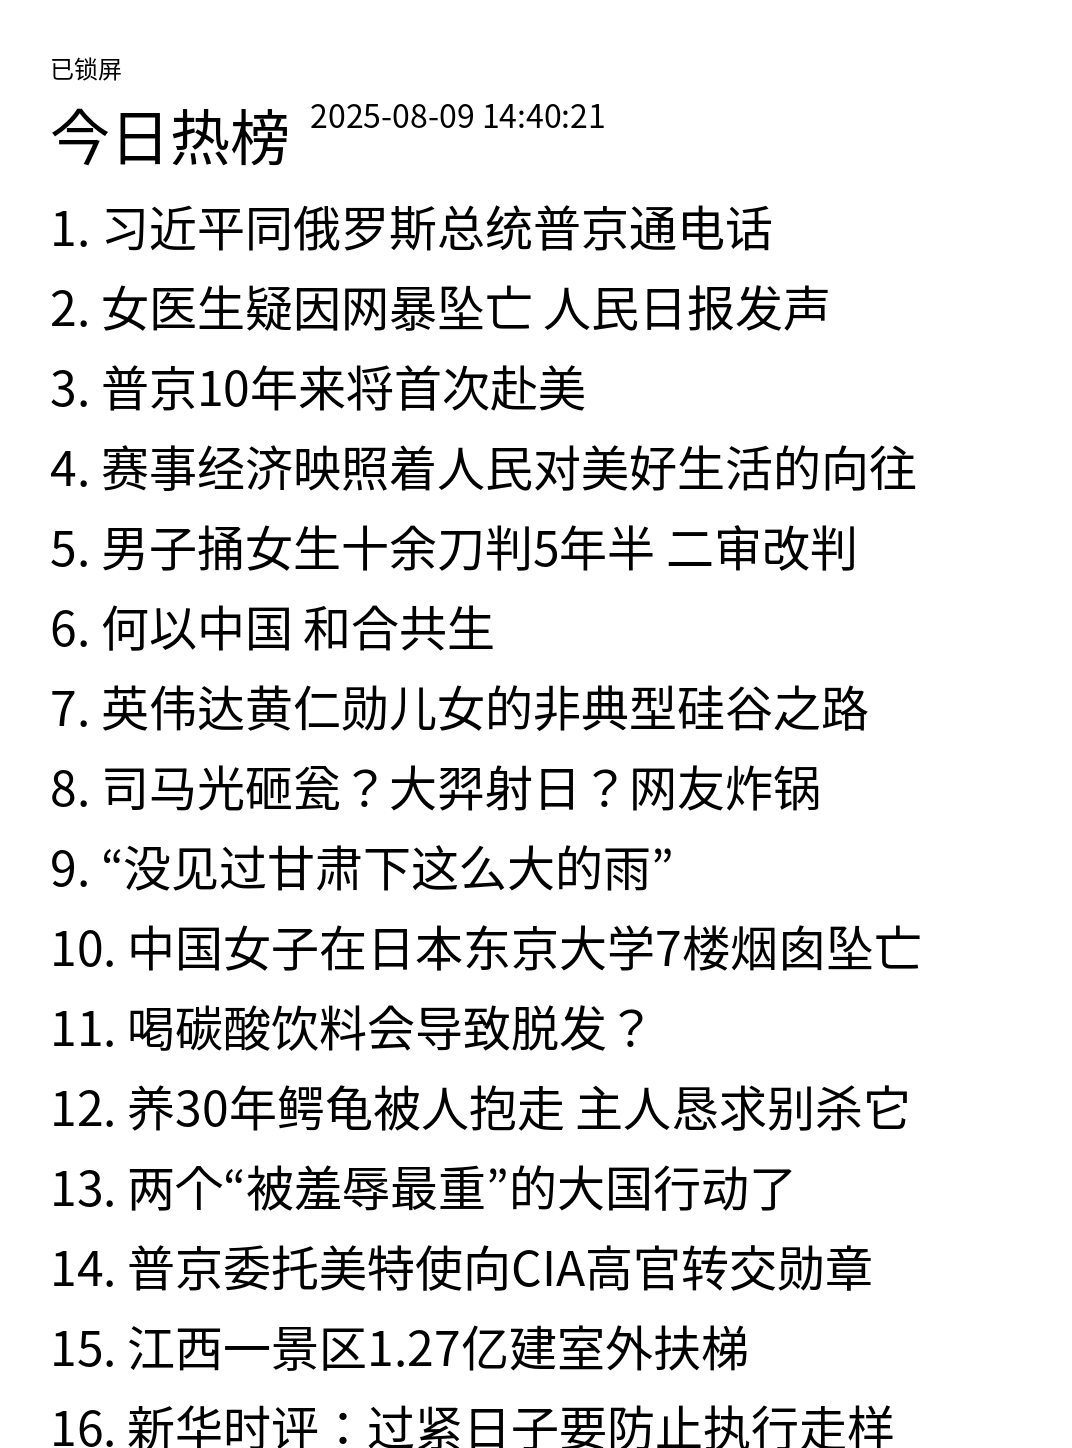 已锁屏
今日热榜 2025-08-09 14:40:21
1. 习近平同俄罗斯总统普京通电话
2. 女医生疑因网暴坠亡 人民日报发声
3. 普京10年来将首次赴美
4. 赛事经济映照着人民对美好生活的向往
5. 男子捅女生十余刀判5年半 二审改判
6. 何以中国 和合共生
7. 英伟达黄仁勋儿女的非典型硅谷之路
8. 司马光砸瓮？大羿射日？网友炸锅
9. “没见过甘肃下这么大的雨”
10. 中国女子在日本东京大学7楼烟囱坠亡
11. 喝碳酸饮料会导致脱发？
12. 养30年鳄龟被人抱走 主人恳求别杀它
13. 两个“被羞辱最重”的大国行动了
14. 普京委托美特使向CIA高官转交勋章
15. 江西一景区1.27亿建室外扶梯
16. 新华时评：过紧日子要防止执行走样